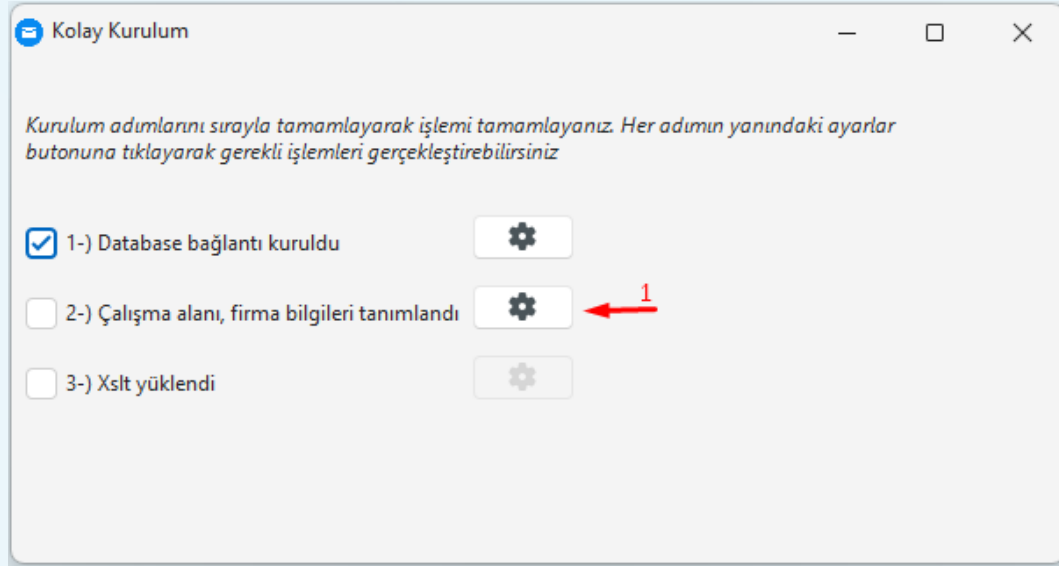 Kolay Kurulum
Kurulum adımlarını sırayla tamamlayarak işlemi tamamlayanız. Her adımın yanındaki ayarlar
butonuna tıklayarak gerekli işlemleri gerçekleştirebilirsiniz
1-) Database bağlantı kuruldu
2-) Çalışma alanı, firma bilgileri tanımlandı
1
3-) Xslt yüklendi